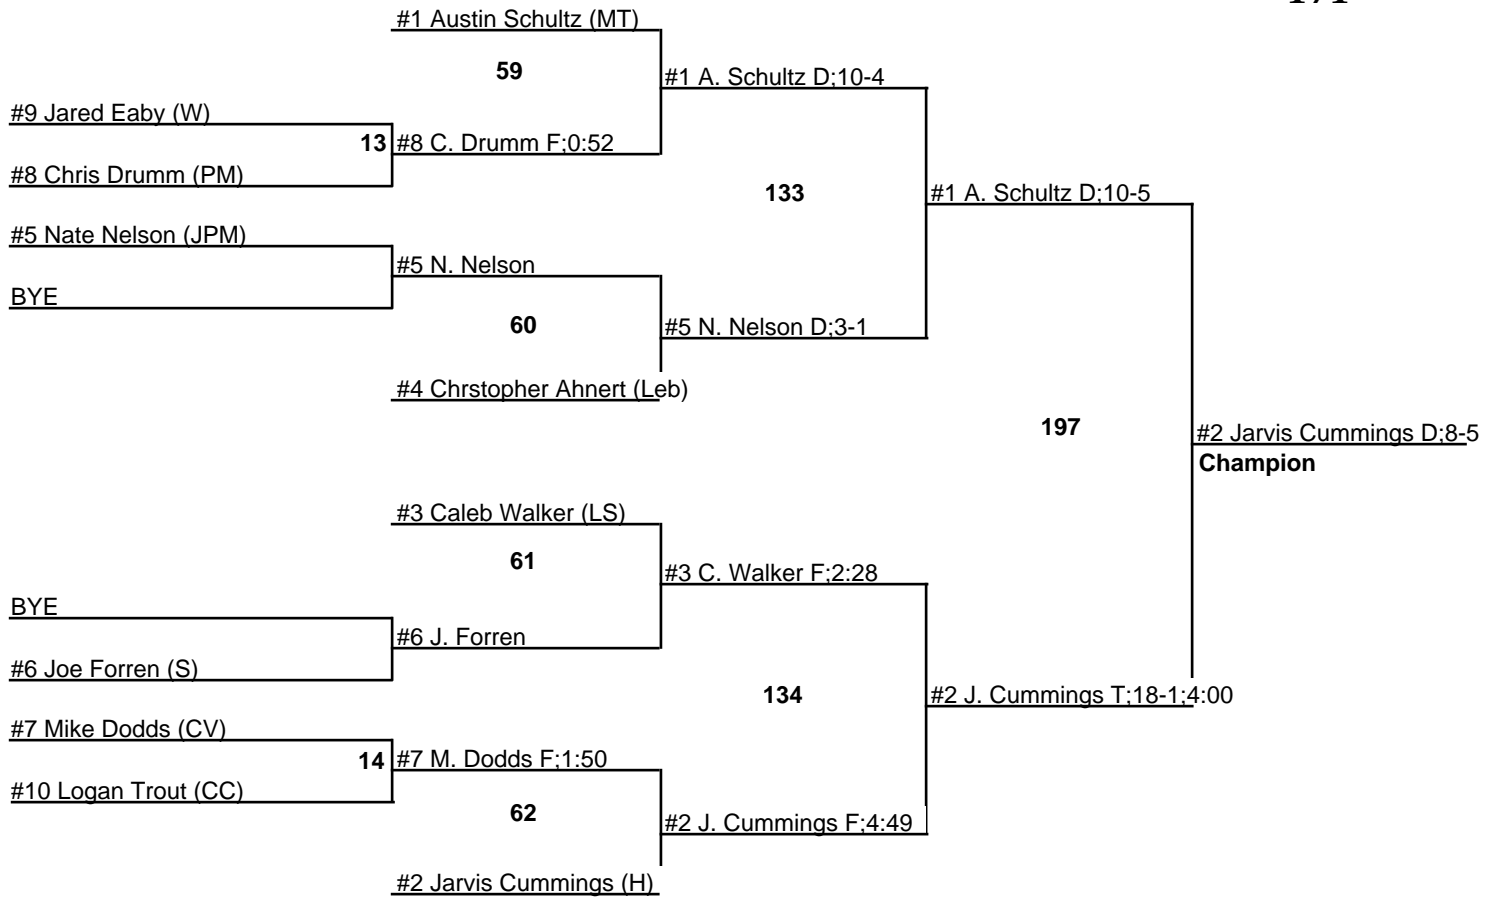 #1 Austin Schultz (MT)
59
#1 A. Schultz D;10-4
#9 Jared Eaby (W)
13
#8 C. Drumm F;0:52
#8 Chris Drumm (PM)
133
#1 A. Schultz D;10-5
#5 Nate Nelson (JPM)
#5 N. Nelson
BYE
60
#5 N. Nelson D;3-1
#4 Chrstopher Ahnert (Leb)
197
#2 Jarvis Cummings D;8-5
Champion
#3 Caleb Walker (LS)
61
#3 C. Walker F;2:28
BYE
#6 J. Forren
#6 Joe Forren (S)
134
#2 J. Cummings T;18-1;4:00
#7 Mike Dodds (CV)
14
#7 M. Dodds F;1:50
#10 Logan Trout (CC)
62
#2 J. Cummings F;4:49
#2 Jarvis Cummings (H)